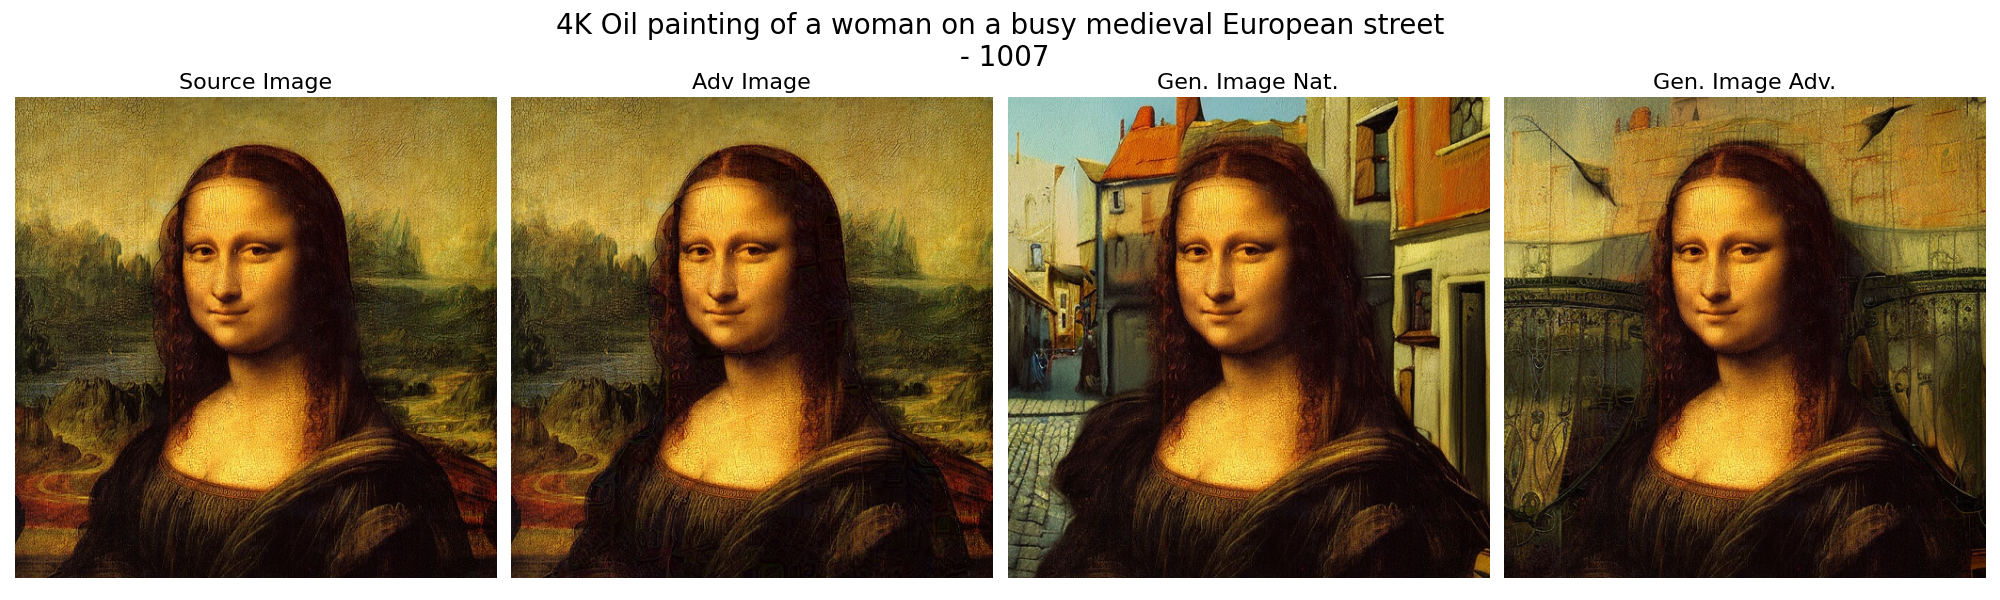 4K Oil painting of a woman on a busy medieval European street
- 1007
Source Image
Adv Image
Gen. Image Nat.
Gen. Image Adv.